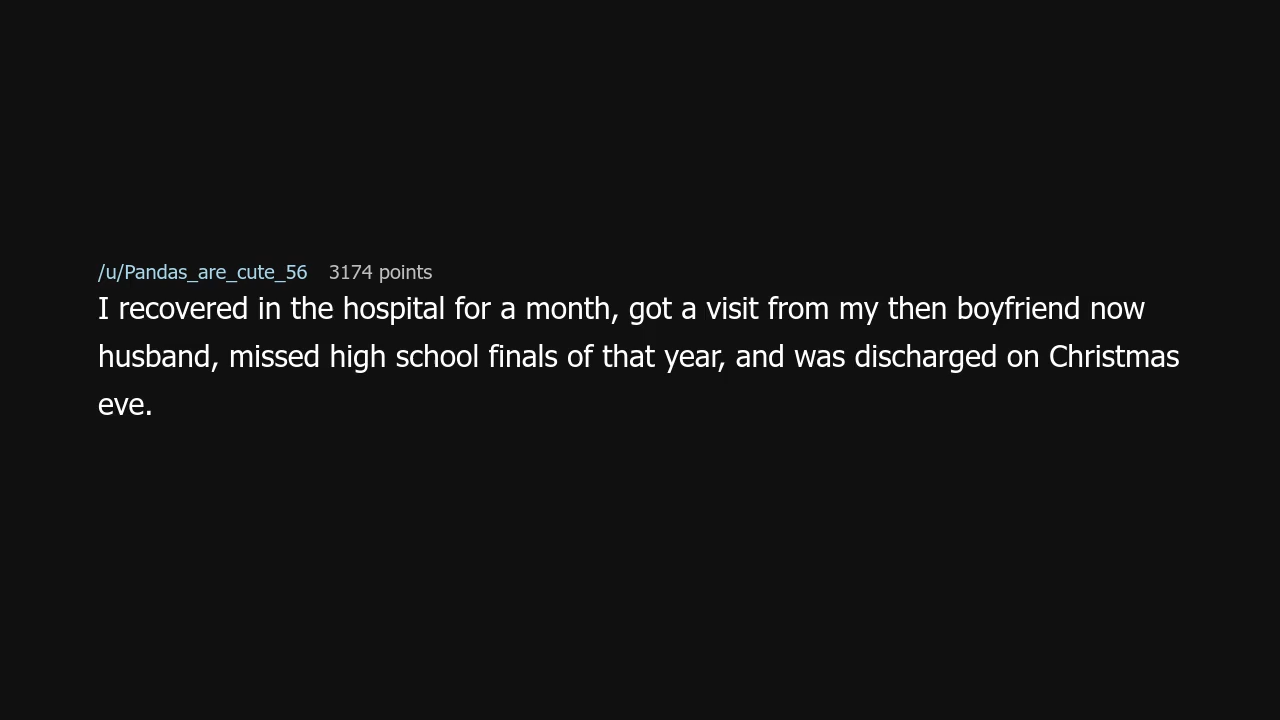 /u/Pandas_are_cute_56 3174 points
I recovered in the hospital for a month, got a visit from my then boyfriend now
husband, missed high school finals of that year, and was discharged on Christmas
eve.